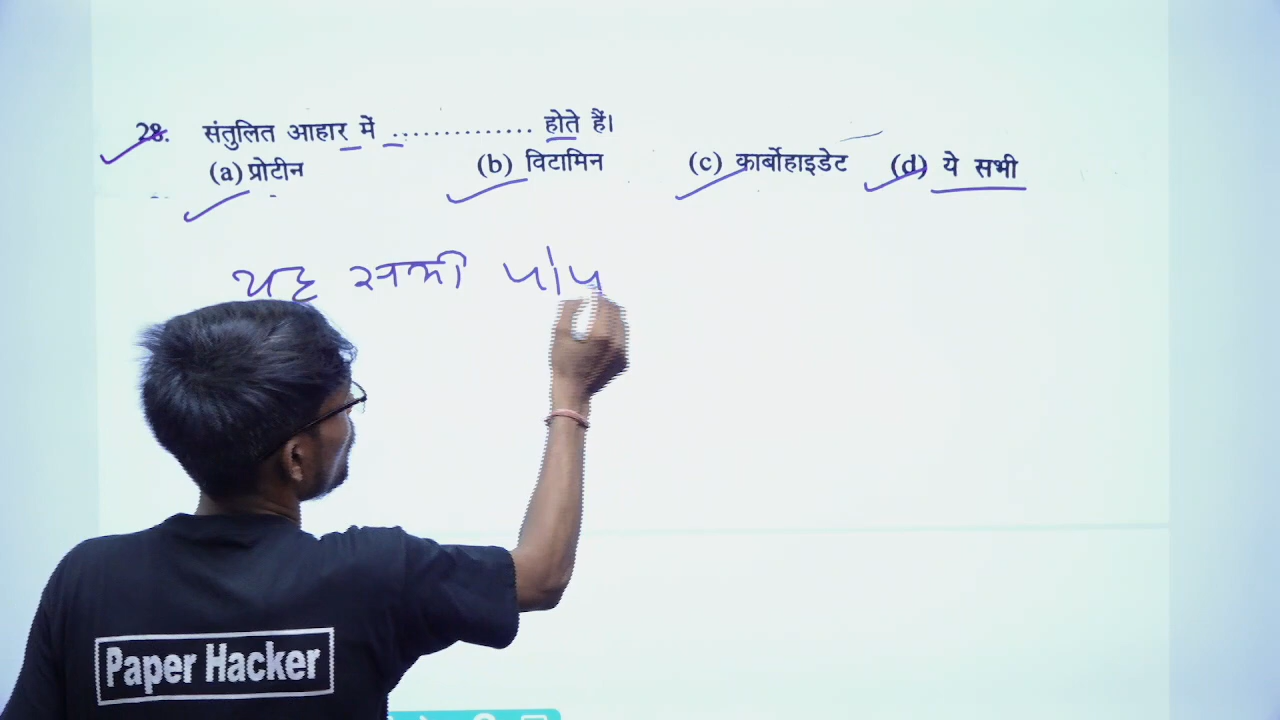 28. संतुलित आहार में .............. होते हैं।
(a) प्रोटीन (b) विटामिन (c) कार्बोहाइडेट (d) ये सभी
यह सभी पाप
Paper Hacker